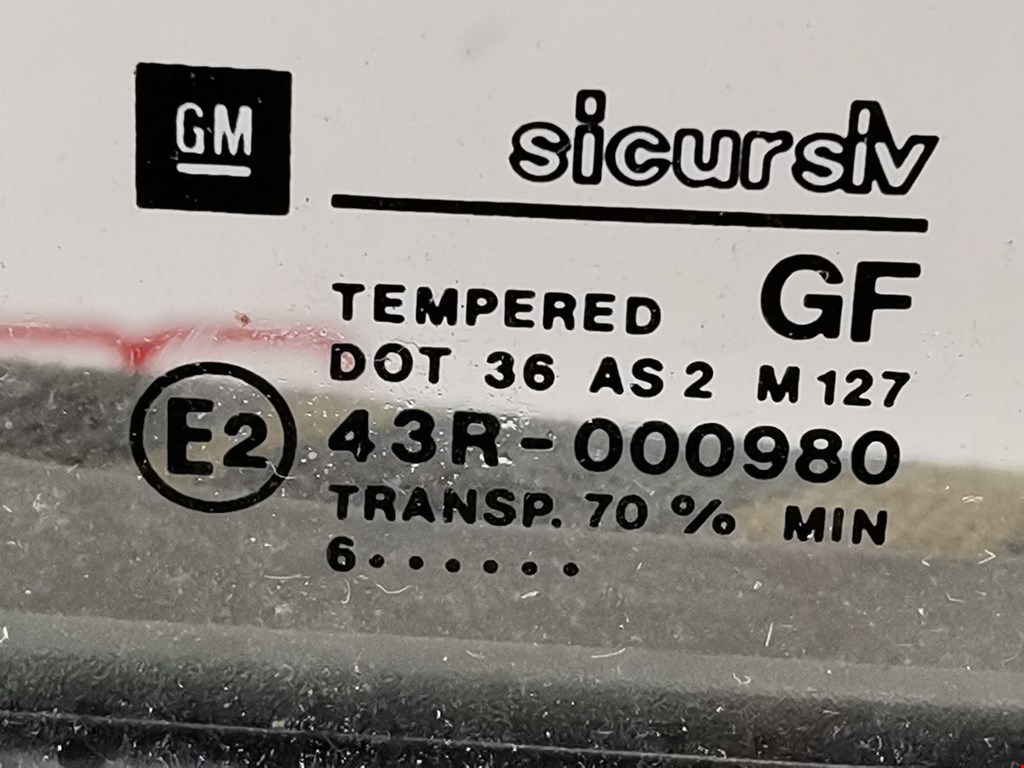 GM
sicursiv
GF
TEMPERED
DOT 36 AS 2 M 127
E2
43R-000980
TRANSP. 70 % MIN
6......